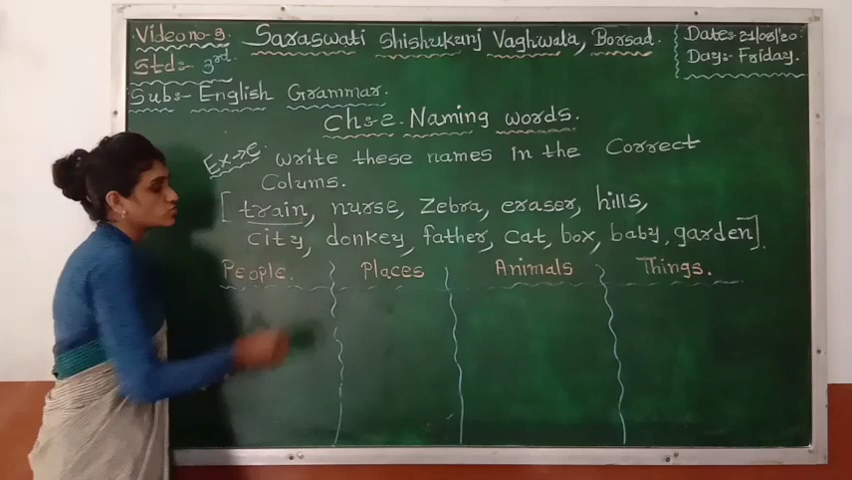 Video no-9
Saraswati Shishukunj Vaghwala, Borsad.
Date:-21/08/'20
Std:- 3rd.
Day:- Friday.
Sub:- English Grammar.
Ch:-2. Naming words.
Ex→C. Write these names in the Correct
Colums.
[train, nurse, Zebra, eraser, hills,
city, donkey, father, Cat, box, baby, garden].
People. Places Animals Things.